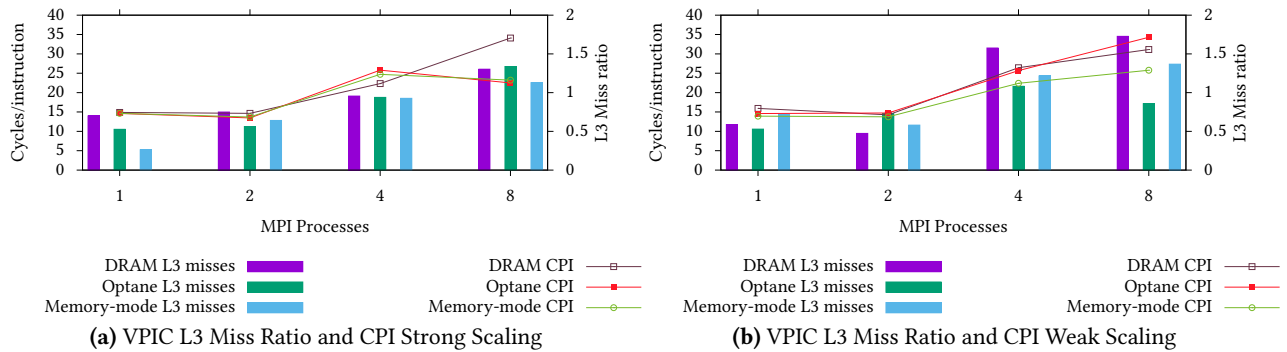 40
35
30
25
20
15
10
5
0
Cycles/instruction
2
1.5
1
0.5
0
L3 Miss ratio
1 2 4 8
MPI Processes
DRAM L3 misses
Optane L3 misses
Memory-mode L3 misses
DRAM CPI
Optane CPI
Memory-mode CPI
(a) VPIC L3 Miss Ratio and CPI Strong Scaling
40
35
30
25
20
15
10
5
0
Cycles/instruction
2
1.5
1
0.5
0
L3 Miss ratio
1 2 4 8
MPI Processes
DRAM L3 misses
Optane L3 misses
Memory-mode L3 misses
DRAM CPI
Optane CPI
Memory-mode CPI
(b) VPIC L3 Miss Ratio and CPI Weak Scaling